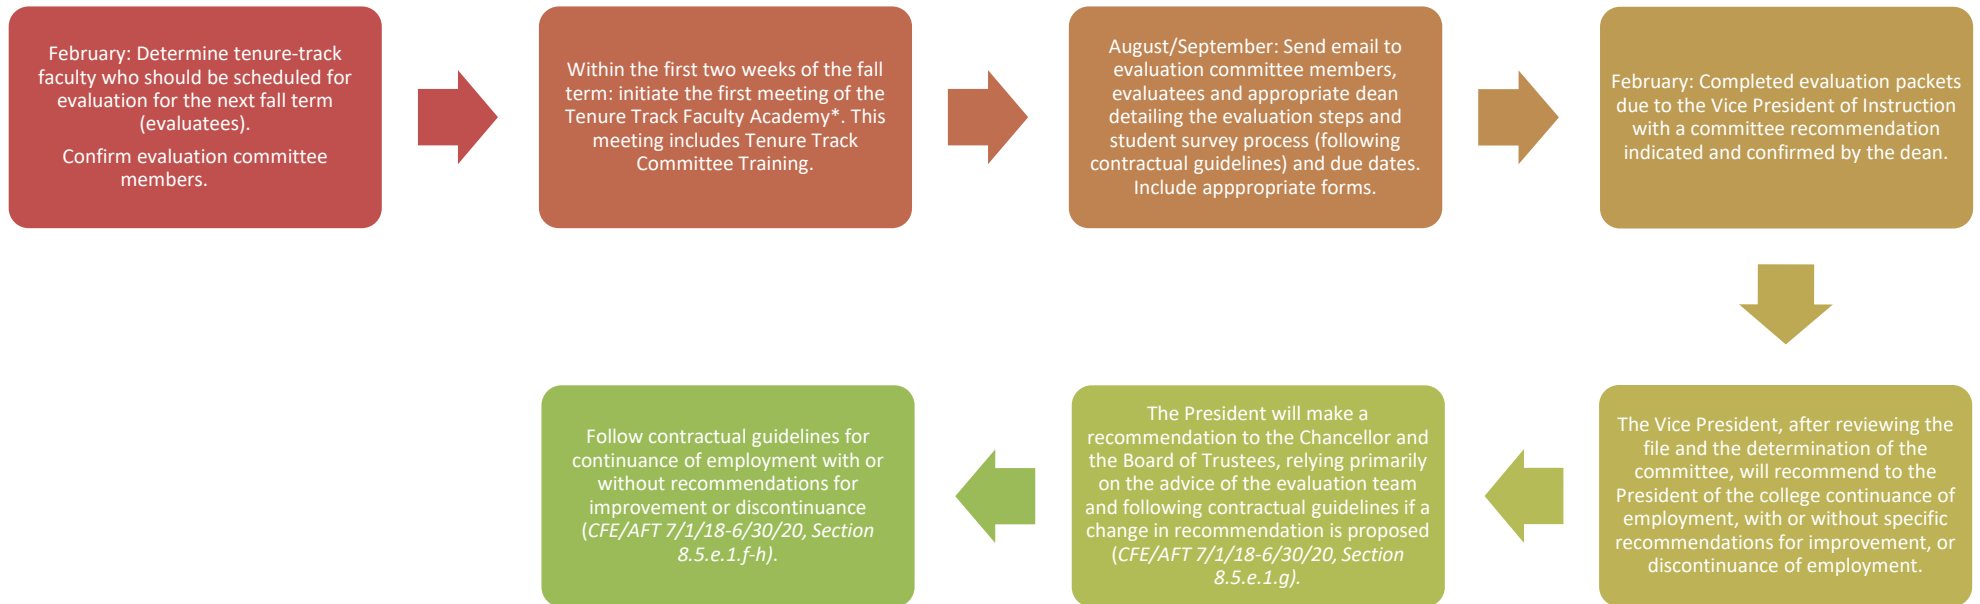 February: Determine tenure-track
faculty who should be scheduled for
evaluation for the next fall term
(evaluatees).
Confirm evaluation committee
members.
Within the first two weeks of the fall
term: initiate the first meeting of the
Tenure Track Faculty Academy*. This
meeting includes Tenure Track
Committee Training.
August/September: Send email to
evaluation committee members,
evaluatees and appropriate dean
detailing the evaluation steps and
student survey process (following
contractual guidelines) and due dates.
Include apppropriate forms.
February: Completed evaluation packets
due to the Vice President of Instruction
with a committee recommendation
indicated and confirmed by the dean.
The Vice President, after reviewing the
file and the determination of the
committee, will recommend to the
President of the college continuance of
employment, with or without specific
recommendations for improvement, or
discontinuance of employment.
The President will make a
recommendation to the Chancellor and
the Board of Trustees, relying primarily
on the advice of the evaluation team
and following contractual guidelines if a
change in recommendation is proposed
(CFE/AFT 7/1/18-6/30/20, Section
8.5.e.1.g).
Follow contractual guidelines for
continuance of employment with or
without recommendations for
improvement or discontinuance
(CFE/AFT 7/1/18-6/30/20, Section
8.5.e.1.f-h).